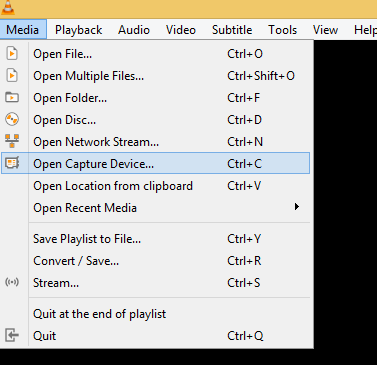 Media Playback Audio Video Subtitle Tools View Help
Open File... Ctrl+O
Open Multiple Files... Ctrl+Shift+O
Open Folder... Ctrl+F
Open Disc... Ctrl+D
Open Network Stream... Ctrl+N
Open Capture Device... Ctrl+C
Open Location from clipboard Ctrl+V
Open Recent Media
Save Playlist to File... Ctrl+Y
Convert / Save... Ctrl+R
Stream... Ctrl+S
Quit at the end of playlist
Quit Ctrl+Q